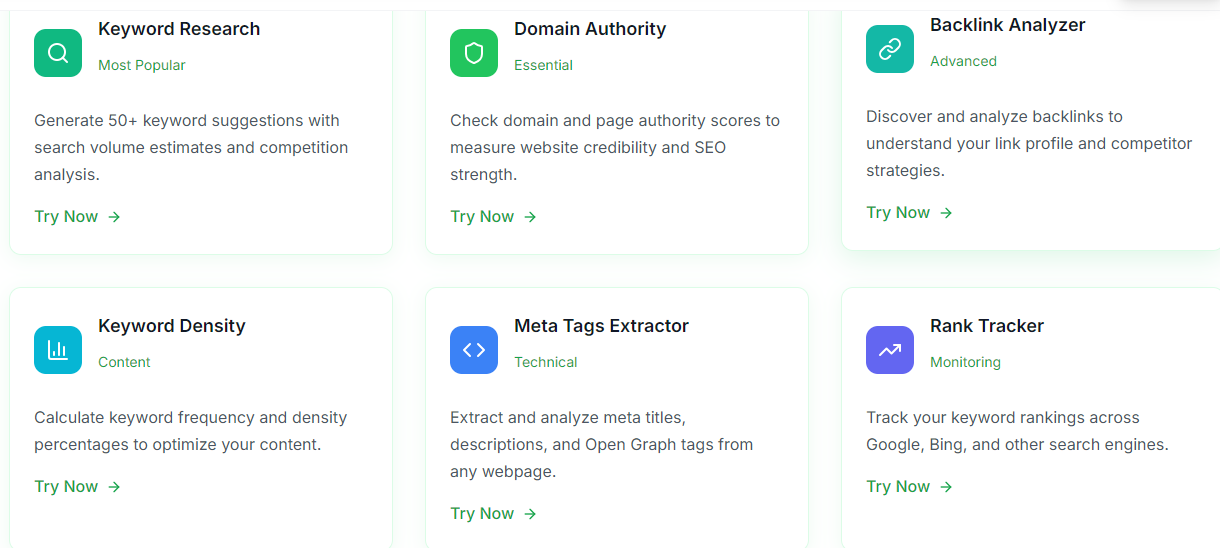 Keyword Research
Most Popular
Generate 50+ keyword suggestions with
search volume estimates and competition
analysis.
Try Now →
Domain Authority
Essential
Check domain and page authority scores to
measure website credibility and SEO
strength.
Try Now →
Backlink Analyzer
Advanced
Discover and analyze backlinks to
understand your link profile and competitor
strategies.
Try Now →
Keyword Density
Content
Calculate keyword frequency and density
percentages to optimize your content.
Try Now →
Meta Tags Extractor
Technical
Extract and analyze meta titles,
descriptions, and Open Graph tags from
any webpage.
Try Now →
Rank Tracker
Monitoring
Track your keyword rankings across
Google, Bing, and other search engines.
Try Now →